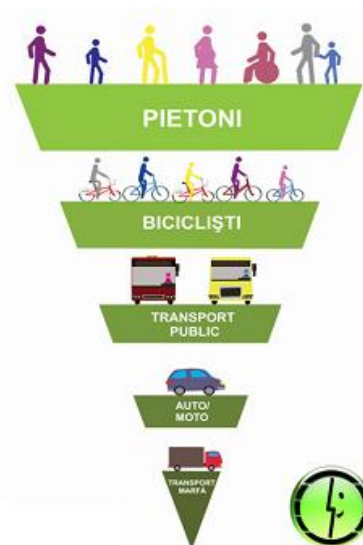 PIETONI
BICICLIŞTI
TRANSPORT
PUBLIC
AUTO/
MOTO
TRANSPORT
MARFĂ